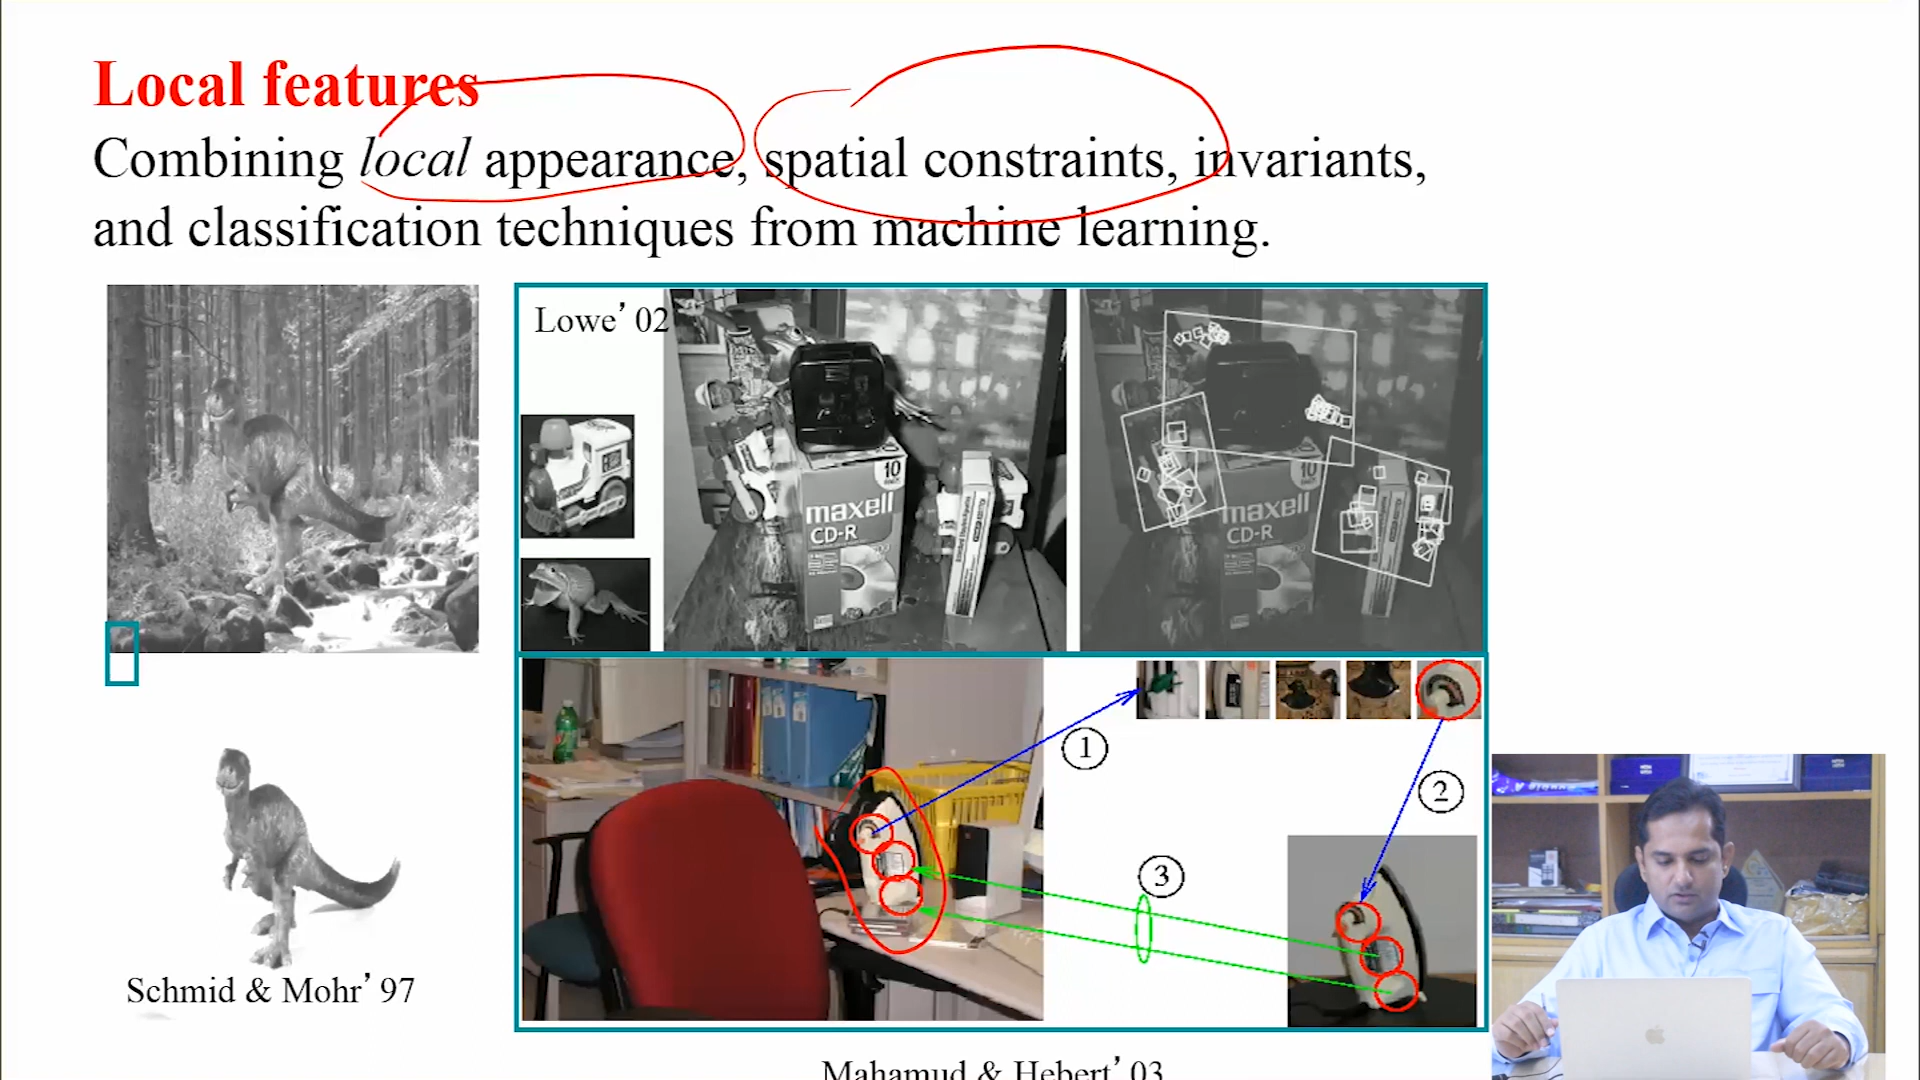 Local features
Combining local appearance, spatial constraints, invariants,
and classification techniques from machine learning.
Lowe’ 02
10
maxell
CD-R
10
maxell
CD-R
1
2
3
Schmid & Mohr’ 97
Mahamud & Hebert’ 03